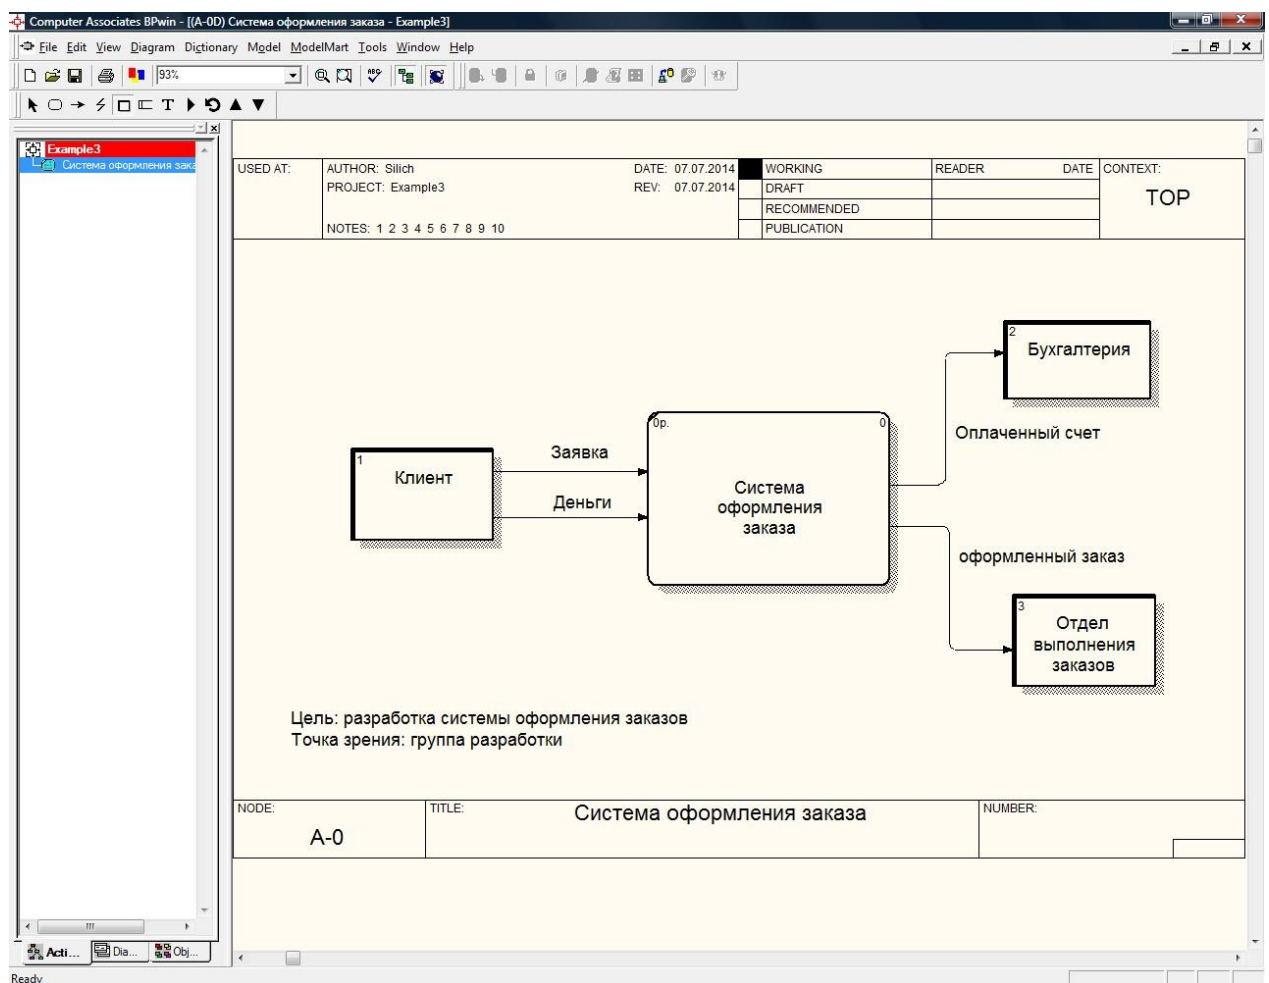 Computer Associates BPwin - [(A-0D) Система оформления заказа - Example3]
File Edit View Diagram Dictionary Model ModelMart Tools Window Help
93%
ABC
T
Example3
Система оформления зака
USED AT:
AUTHOR: Silich
DATE: 07.07.2014
PROJECT: Example3
REV: 07.07.2014
NOTES: 1 2 3 4 5 6 7 8 9 10
WORKING
DRAFT
RECOMMENDED
PUBLICATION
READER
DATE
CONTEXT:
TOP
2
Бухгалтерия
Оплаченный счет
1
Клиент
Заявка
Деньги
0р.
0
Система
оформления
заказа
оформленный заказ
3
Отдел
выполнения
заказов
Цель: разработка системы оформления заказов
Точка зрения: группа разработки
NODE:
A-0
TITLE:
Система оформления заказа
NUMBER:
Acti...
Dia...
Obj...
Ready